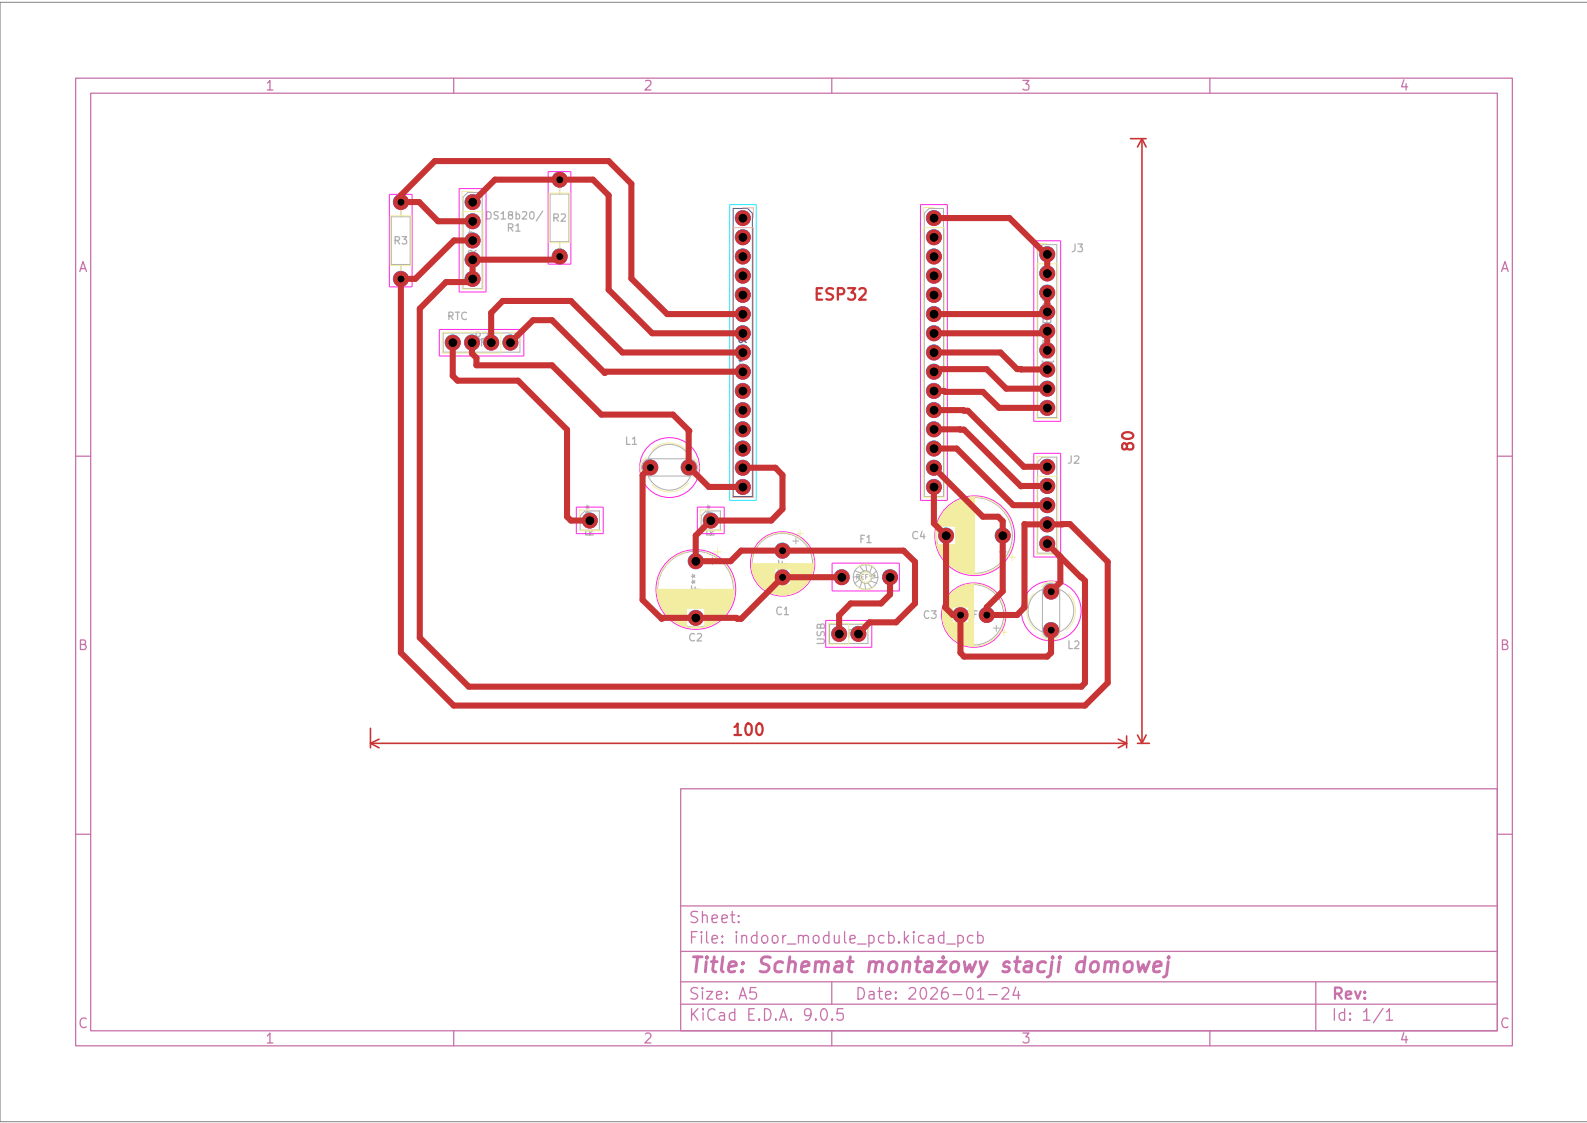 1 2 3 4
A
A
B
B
C
C
1 2 3 4
DS18b20/
R1
R2
R3
RTC
ESP32
J3
J2
80
L1
C4
F1
C1
C2
C3
USB
L2
100
Sheet:
File: indoor_module_pcb.kicad_pcb
Title: Schemat montażowy stacji domowej
Size: A5 Date: 2026-01-24 Rev:
KiCad E.D.A. 9.0.5 Id: 1/1